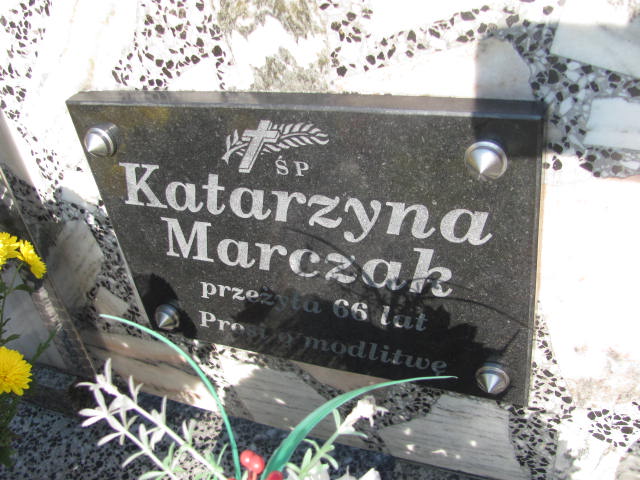 ŚP
Katarzyna
Marczak
przeżyła 66 lat
Prosi o modlitwę